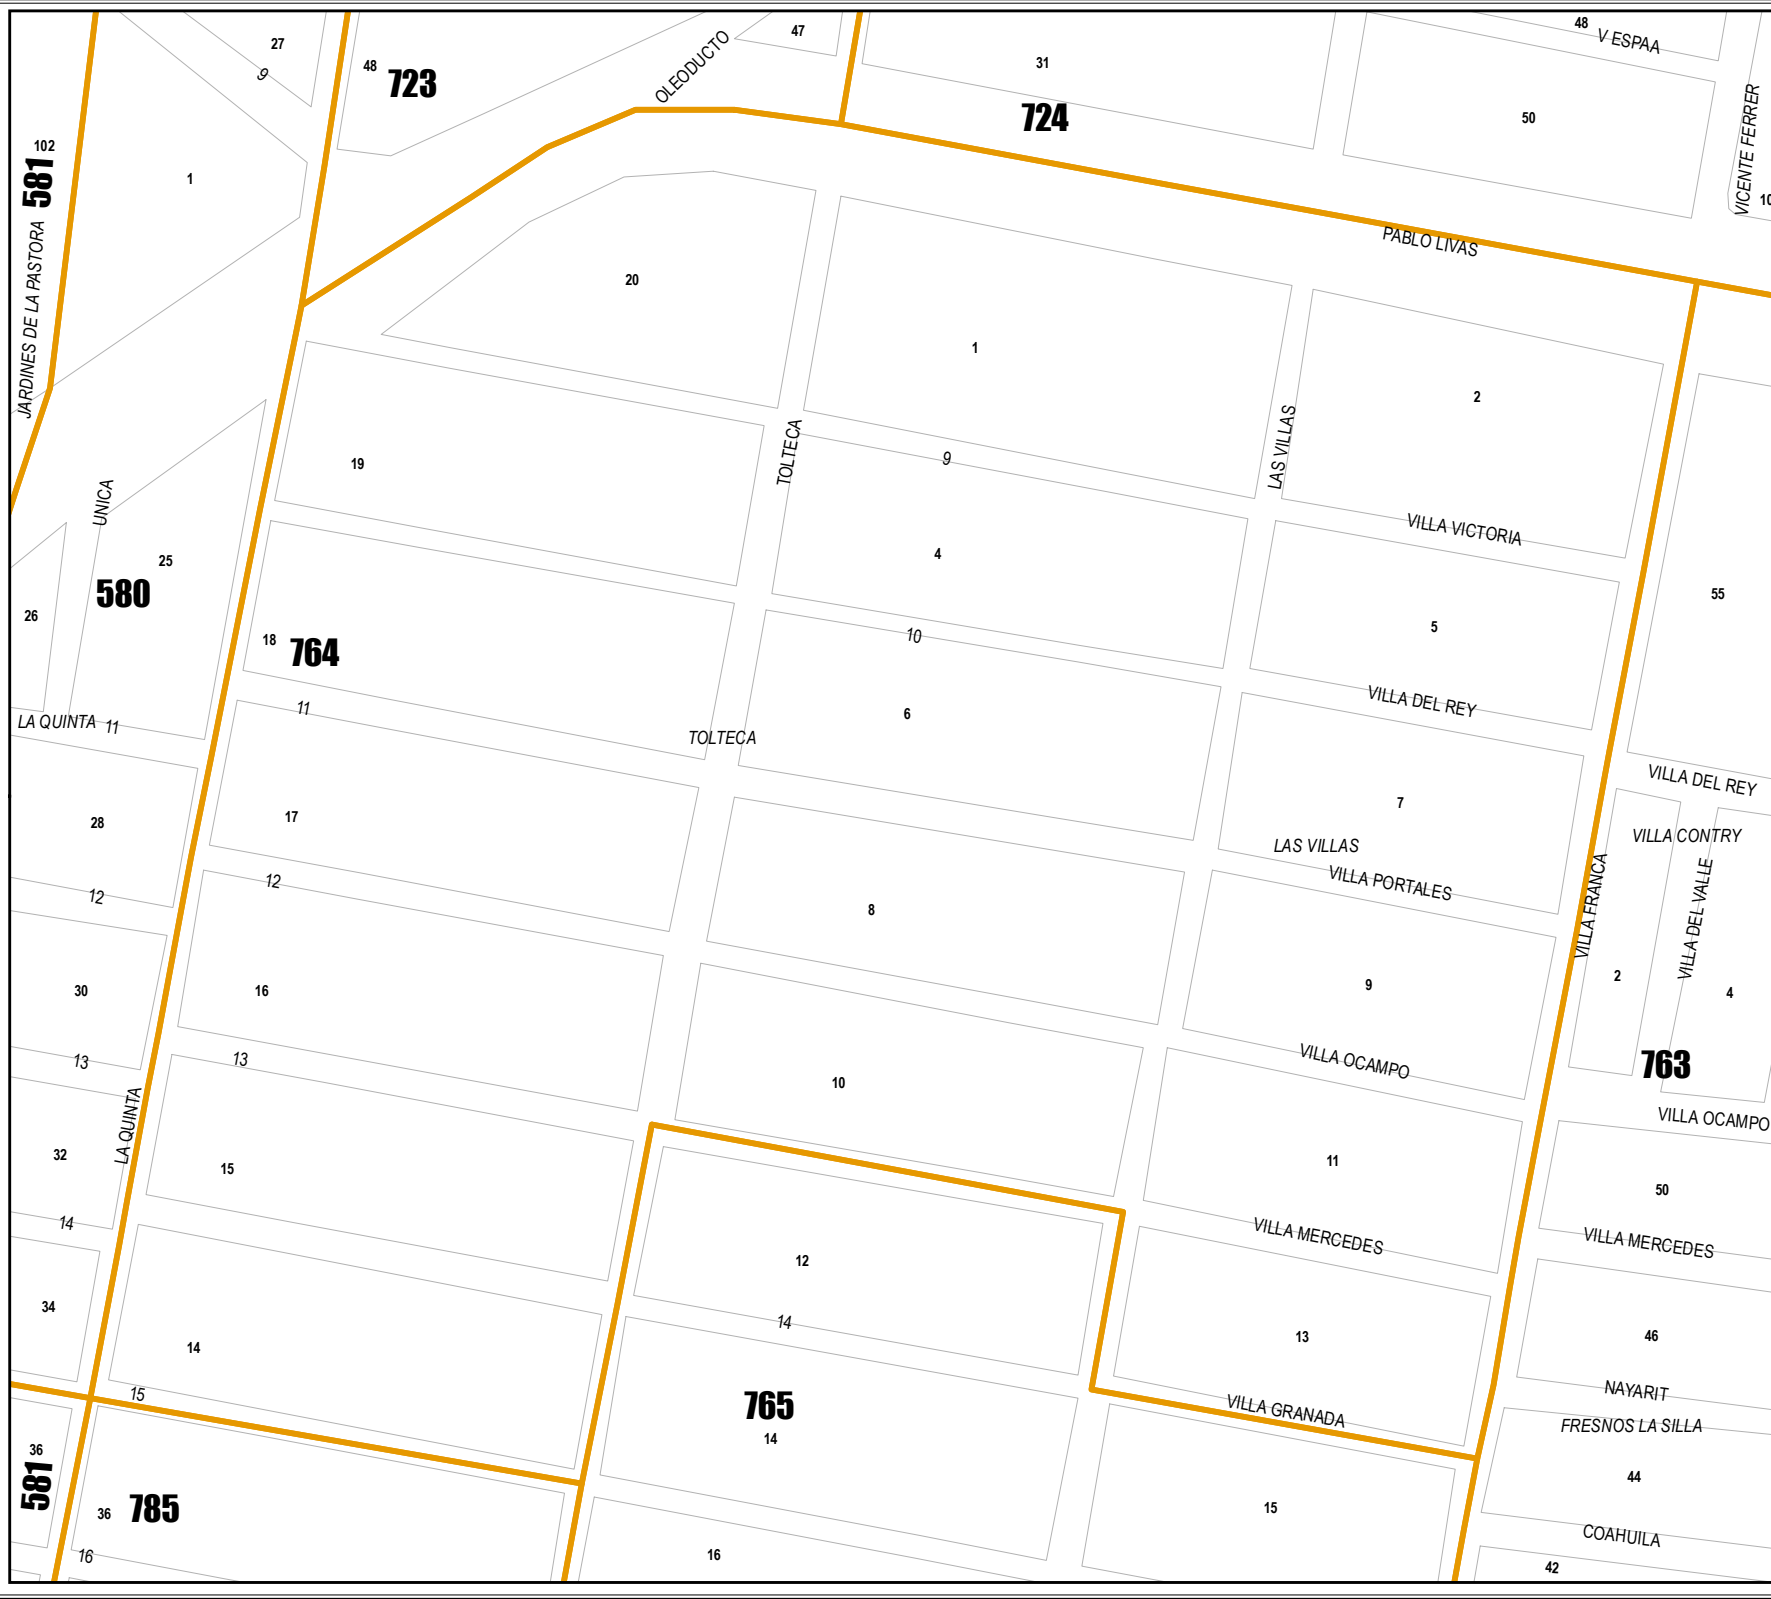 27
9
48
723
OLEODUCTO
47
31
724
48
V ESPAA
50
VICENTE FERRER
10
102
581
JARDINES DE LA PASTORA
1
PABLO LIVAS
20
1
2
LAS VILLAS
TOLTECA
19
9
UNICA
VILLA VICTORIA
25
4
580
26
55
5
10
18
764
VILLA DEL REY
11
LA QUINTA
11
6
TOLTECA
VILLA DEL REY
7
28
17
LAS VILLAS
VILLA CONTRY
VILLA PORTALES
12
12
8
VILLA FRANCA
VILLA DEL VALLE
30
16
9
2
4
13
13
VILLA OCAMPO
763
10
LA QUINTA
VILLA OCAMPO
32
15
11
50
14
VILLA MERCEDES
VILLA MERCEDES
12
34
14
14
13
46
15
765
14
VILLA GRANADA
NAYARIT
FRESNOS LA SILLA
36
581
44
36
785
15
COAHUILA
16
16
42